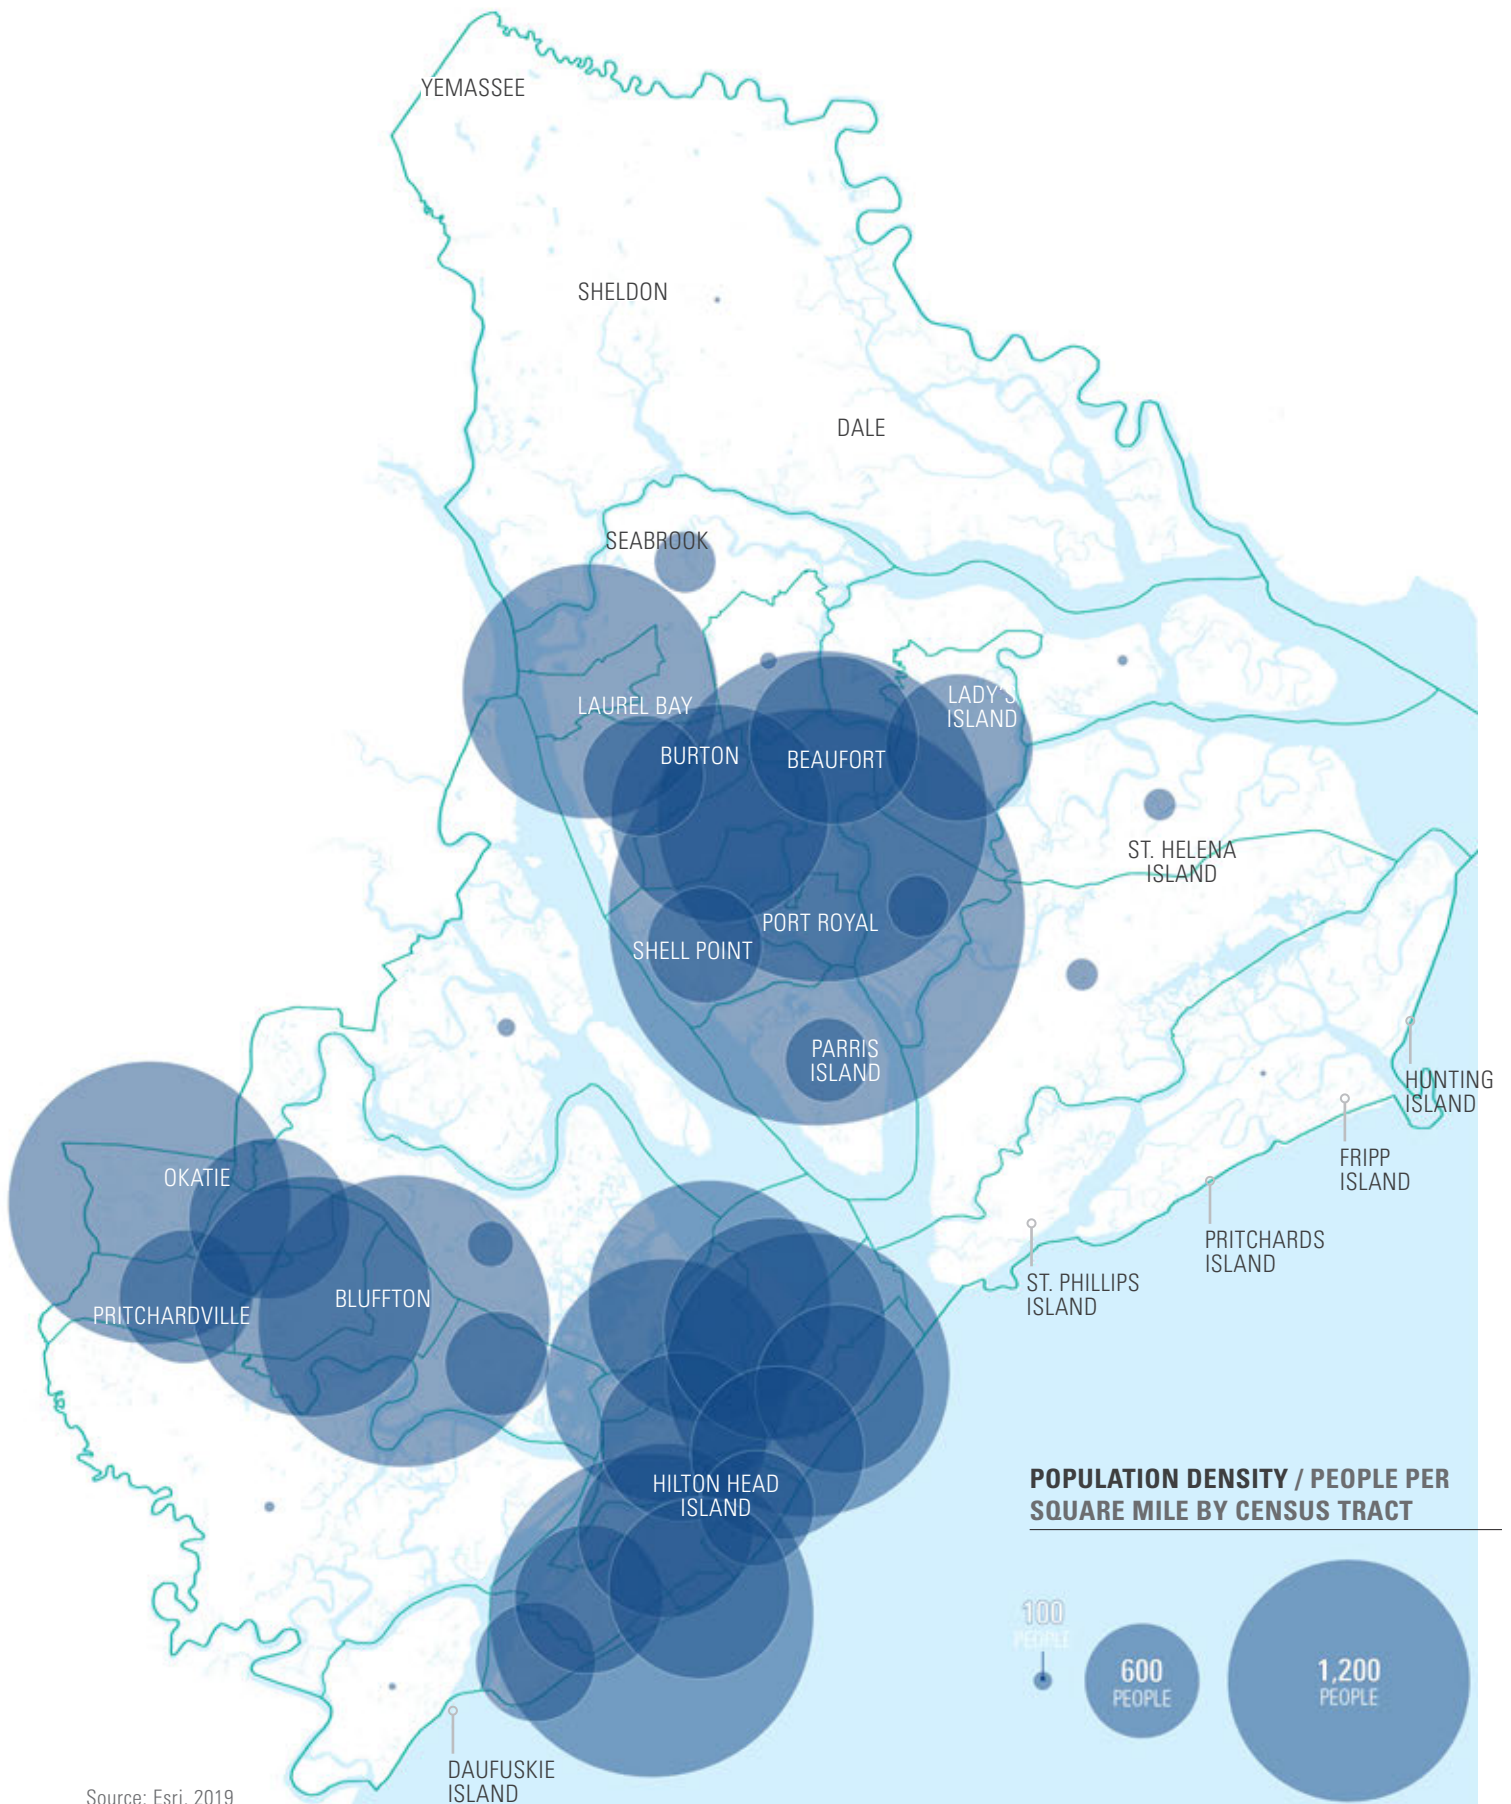 YEMASSEE
SHELDON
DALE
SEABROOK
LAUREL BAY
LADY'S
ISLAND
BURTON
BEAUFORT
ST. HELENA
ISLAND
PORT ROYAL
SHELL POINT
PARRIS
ISLAND
HUNTING
ISLAND
FRIPP
ISLAND
OKATIE
PRITCHARDS
ISLAND
ST. PHILLIPS
ISLAND
BLUFFTON
PRITCHARDVILLE
HILTON HEAD
ISLAND
POPULATION DENSITY / PEOPLE PER
SQUARE MILE BY CENSUS TRACT
100
PEOPLE
600
PEOPLE
1,200
PEOPLE
DAUFUSKIE
ISLAND
Source: Esri, 2019